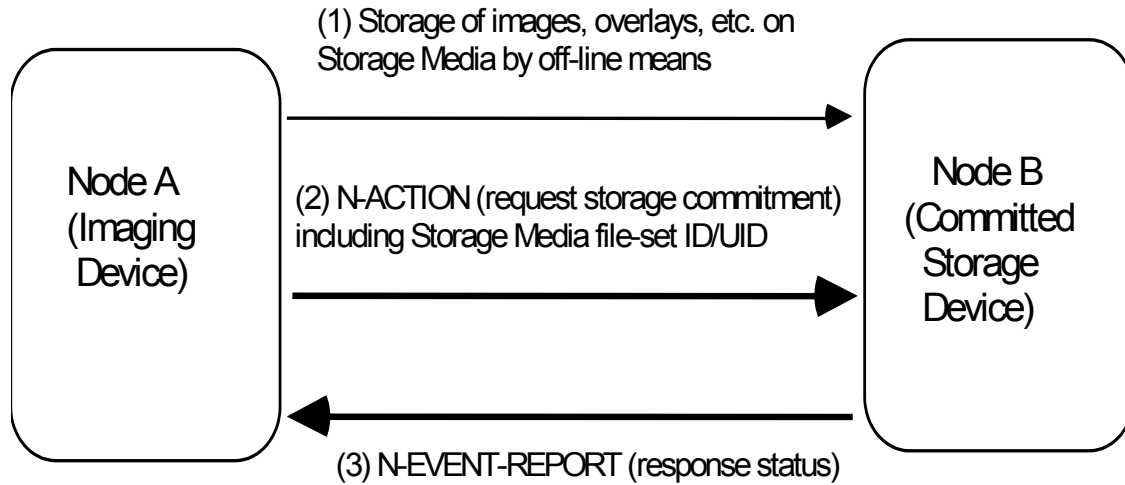 (1) Storage of images, overlays, etc. on
Storage Media by off-line means
Node A
(Imaging
Device)
(2) N-ACTION (request storage commitment)
including Storage Media file-set ID/UID
Node B
(Committed
Storage
Device)
(3) N-EVENT-REPORT (response status)